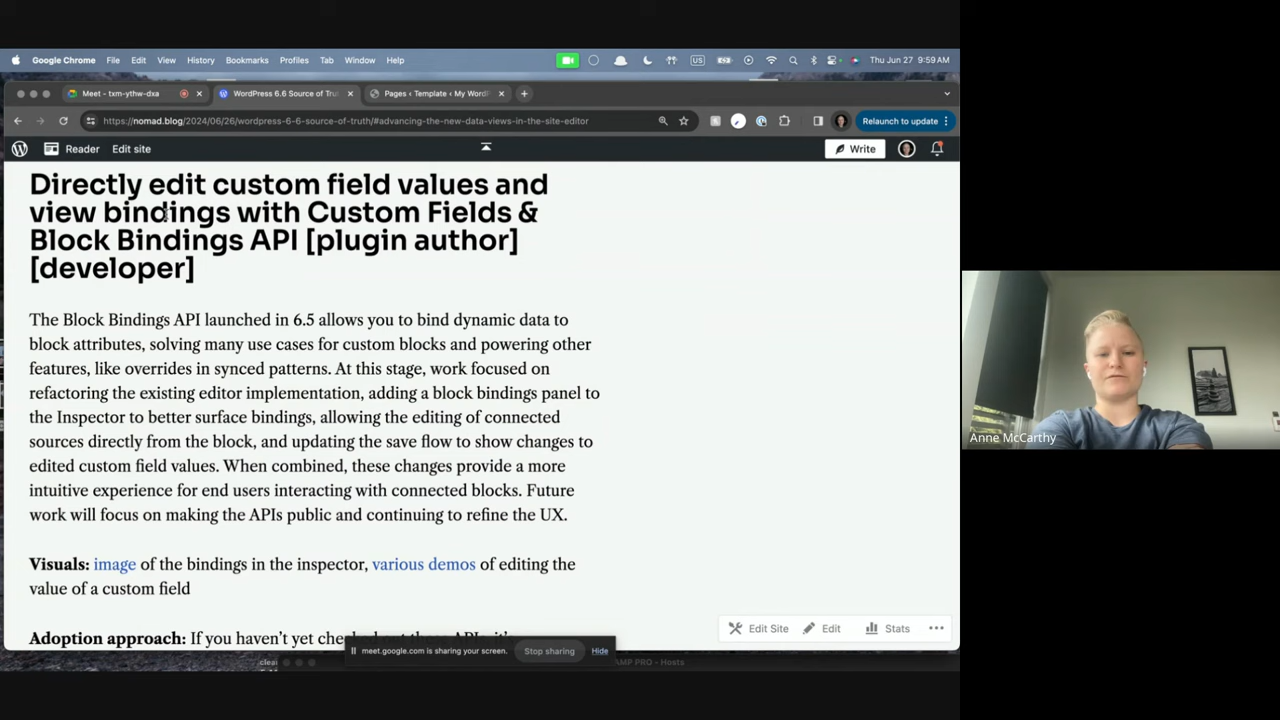 Google Chrome File Edit View History Bookmarks Profiles Tab Window Help US Thu Jun 27 9:59 AM
Meet - txm-ythw-dxa WordPress 6.6 Source of Tru Pages ‹ Template ‹ My WordP
https://nomad.blog/2024/06/26/wordpress-6-6-source-of-truth/#advancing-the-new-data-views-in-the-site-editor Relaunch to update
Reader Edit site Write
Directly edit custom field values and
view bindings with Custom Fields &
Block Bindings API [plugin author]
[developer]
The Block Bindings API launched in 6.5 allows you to bind dynamic data to
block attributes, solving many use cases for custom blocks and powering other
features, like overrides in synced patterns. At this stage, work focused on
refactoring the existing editor implementation, adding a block bindings panel to
the Inspector to better surface bindings, allowing the editing of connected
sources directly from the block, and updating the save flow to show changes to
edited custom field values. When combined, these changes provide a more
intuitive experience for end users interacting with connected blocks. Future
work will focus on making the APIs public and continuing to refine the UX.
Visuals: image of the bindings in the inspector, various demos of editing the
value of a custom field
Edit Site Edit Stats
Adoption approach: If you haven't yet checked out these APIs, it's
meet.google.com is sharing your screen. Stop sharing Hide
AMP PRO - Hosts
Anne McCarthy